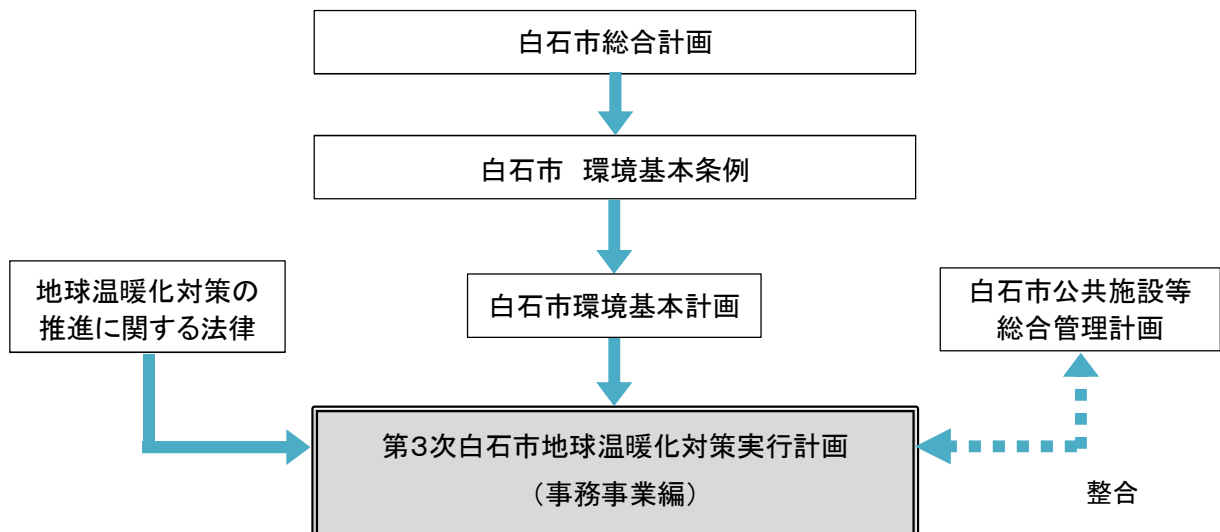 白石市総合計画
白石市　環境基本条例
地球温暖化対策の
推進に関する法律
白石市環境基本計画
白石市公共施設等
総合管理計画
第３次白石市地球温暖化対策実行計画
（事務事業編）
整合